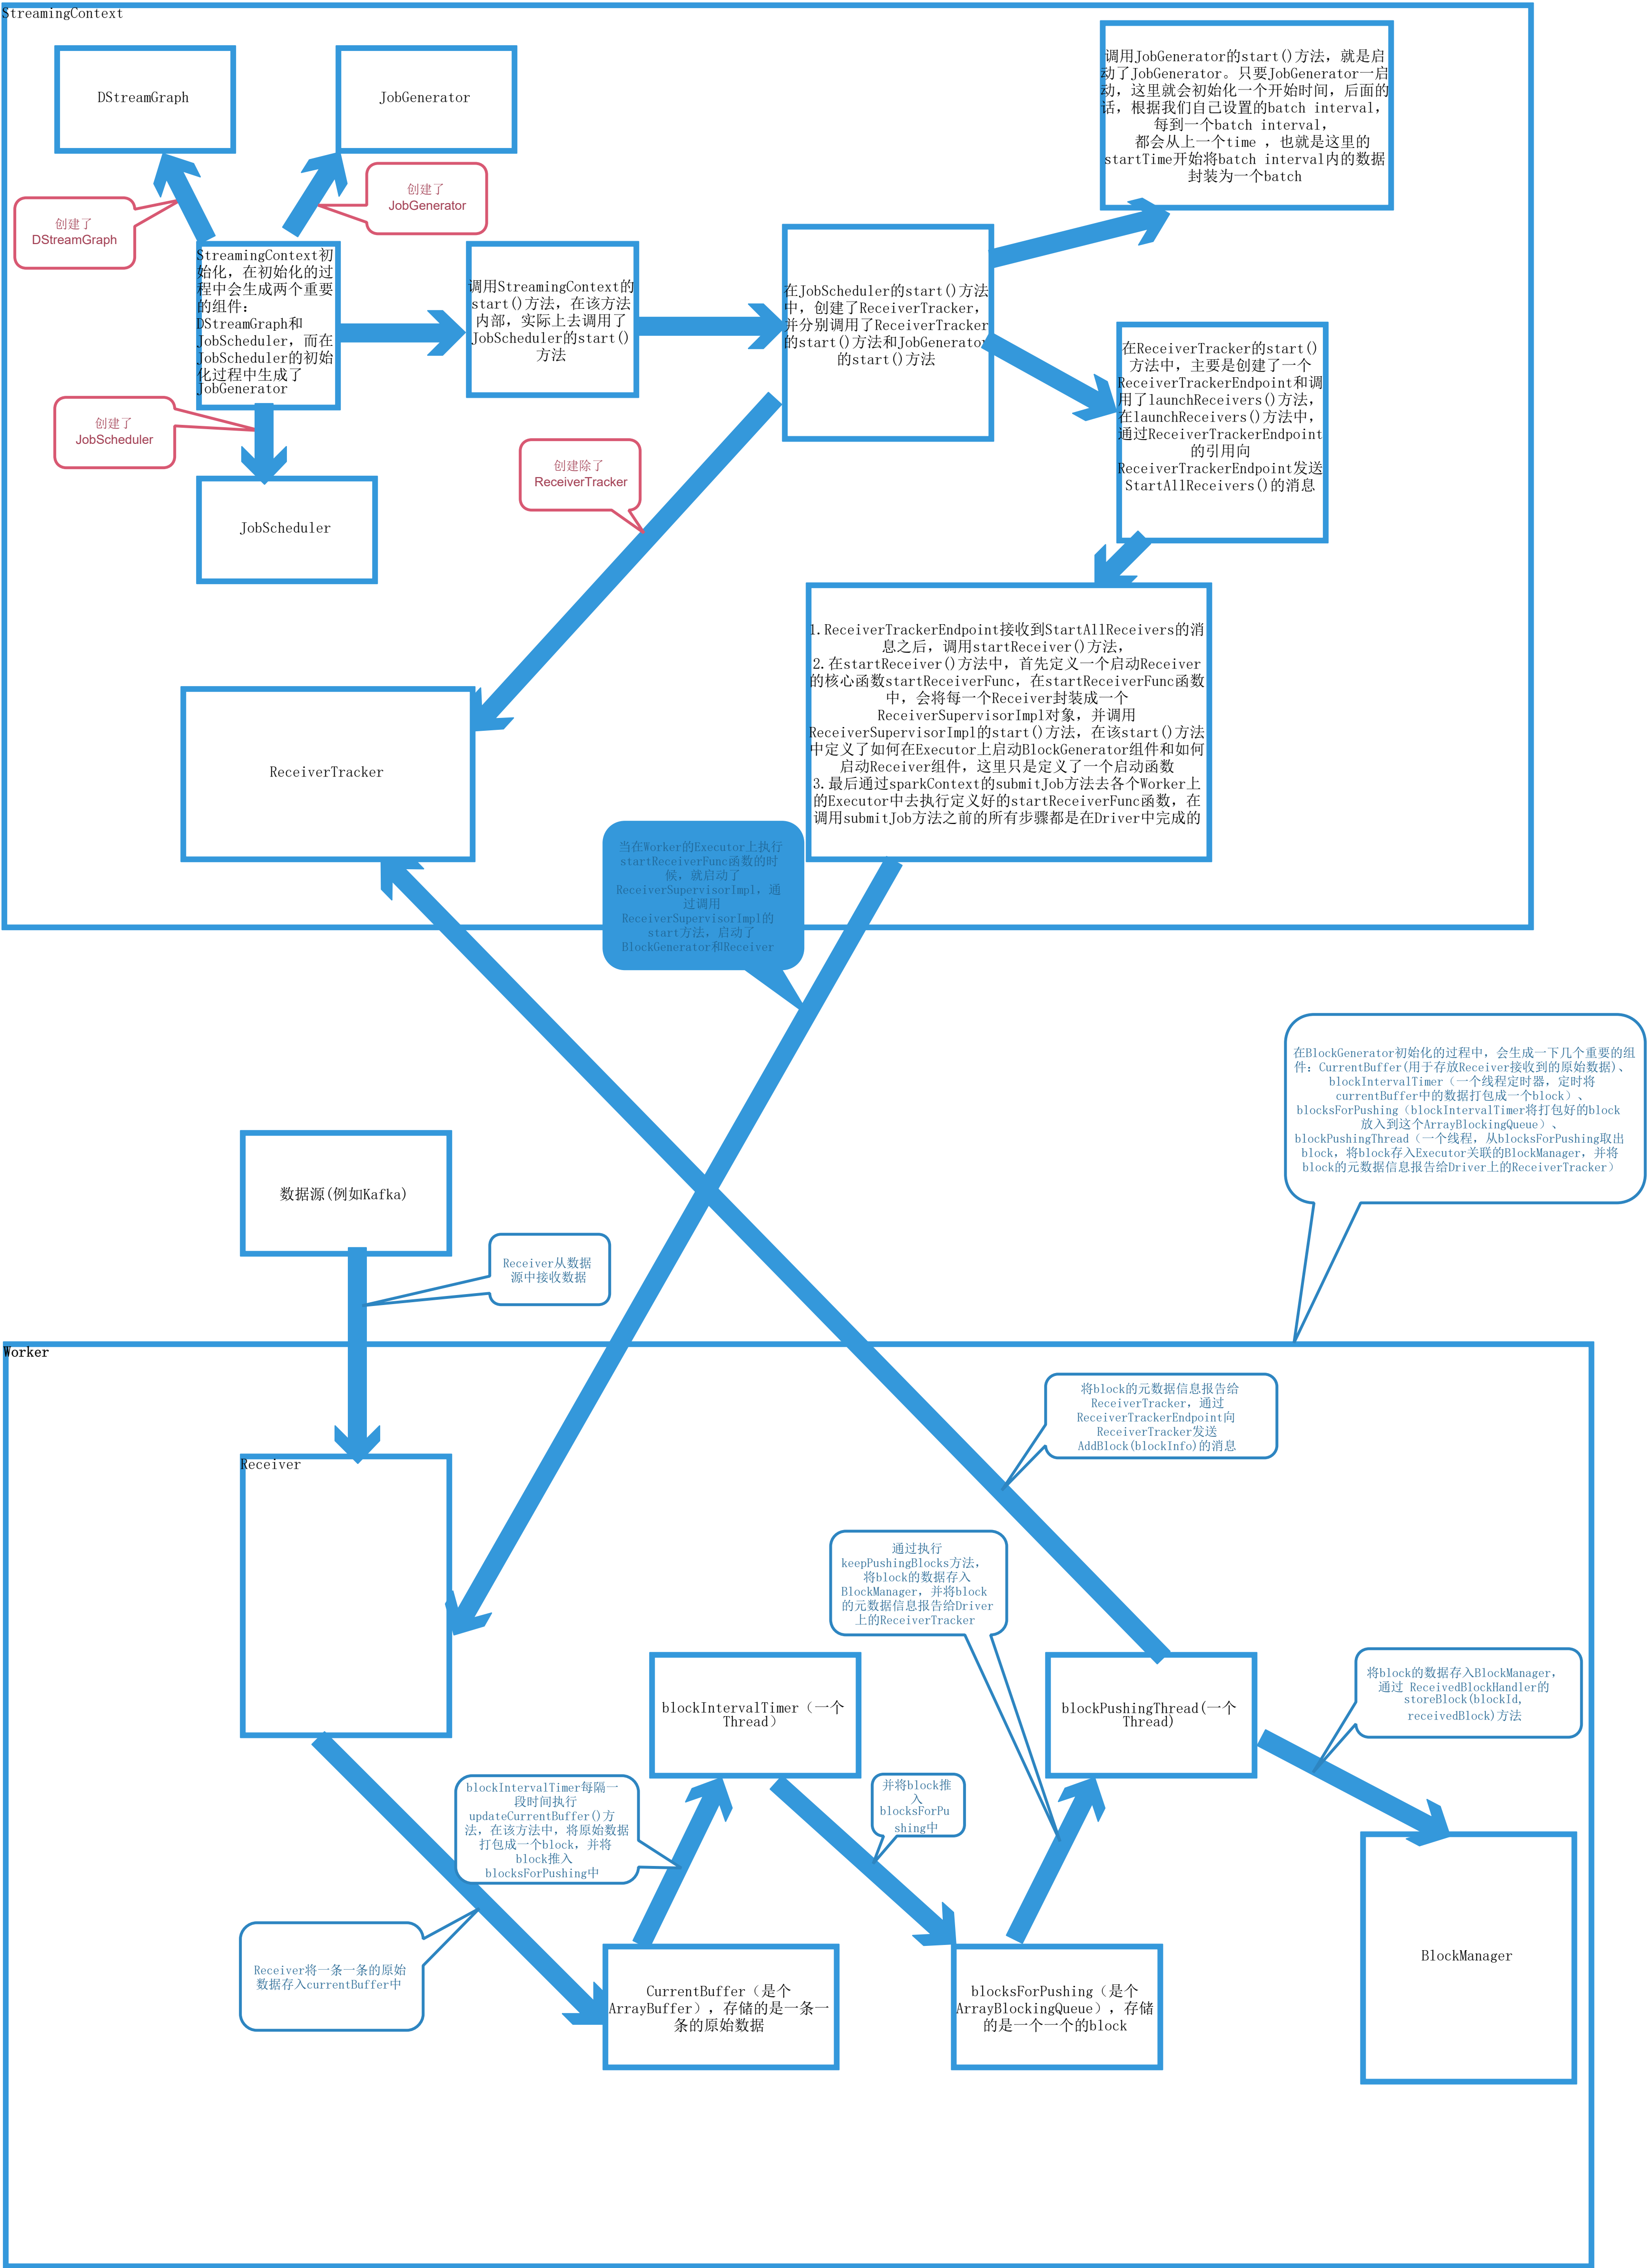 StreamingContext
DStreamGraph
JobGenerator
调用JobGenerator的start()方法，就是启
动了JobGenerator。只要JobGenerator一启
动，这里就会初始化一个开始时间，后面的
话，根据我们自己设置的batch interval，
每到一个batch interval，
都会从上一个time ，也就是这里的
startTime开始将batch interval内的数据
封装为一个batch
创建了
JobGenerator
创建了
DStreamGraph
StreamingContext初
始化，在初始化的过
程中会生成两个重要
的组件：
DStreamGraph和
JobScheduler，而在
JobScheduler的初始
化过程中生成了
JobGenerator
调用StreamingContext的
start()方法，在该方法
内部，实际上去调用了
JobScheduler的start()
方法
在JobScheduler的start()方法
中，创建了ReceiverTracker，
并分别调用了ReceiverTracker
的start()方法和JobGenerator
的start()方法
在ReceiverTracker的start()
方法中，主要是创建了一个
ReceiverTrackerEndpoint和调
用了launchReceivers()方法，
在launchReceivers()方法中，
通过ReceiverTrackerEndpoint
的引用向
ReceiverTrackerEndpoint发送
StartAllReceivers()的消息
创建了
JobScheduler
创建除了
ReceiverTracker
JobScheduler
1.ReceiverTrackerEndpoint接收到StartAllReceivers的消
息之后，调用startReceiver()方法，
2.在startReceiver()方法中，首先定义一个启动Receiver
的核心函数startReceiverFunc，在startReceiverFunc函数
中，会将每一个Receiver封装成一个
ReceiverSupervisorImpl对象，并调用
ReceiverSupervisorImpl的start()方法，在该start()方法
中定义了如何在Executor上启动BlockGenerator组件和如何
启动Receiver组件，这里只是定义了一个启动函数
3.最后通过sparkContext的submitJob方法去各个Worker上
的Executor中去执行定义好的startReceiverFunc函数，在
调用submitJob方法之前的所有步骤都是在Driver中完成的
ReceiverTracker
当在Worker的Executor上执行
startReceiverFunc函数的时
候，就启动了
ReceiverSupervisorImpl，通
过调用
ReceiverSupervisorImpl的
start方法，启动了
BlockGenerator和Receiver
在BlockGenerator初始化的过程中，会生成一下几个重要的组
件：CurrentBuffer(用于存放Receiver接收到的原始数据)、
blockIntervalTimer（一个线程定时器，定时将
currentBuffer中的数据打包成一个block）、
blocksForPushing（blockIntervalTimer将打包好的block
放入到这个ArrayBlockingQueue）、
blockPushingThread（一个线程，从blocksForPushing取出
block，将block存入Executor关联的BlockManager，并将
block的元数据信息报告给Driver上的ReceiverTracker）
数据源(例如Kafka)
Receiver从数据
源中接收数据
Worker
将block的元数据信息报告给
ReceiverTracker，通过
ReceiverTrackerEndpoint向
ReceiverTracker发送
AddBlock(blockInfo)的消息
Receiver
通过执行
keepPushingBlocks方法，
将block的数据存入
BlockManager，并将block
的元数据信息报告给Driver
上的ReceiverTracker
blockIntervalTimer（一个
Thread）
blockPushingThread(一个
Thread)
将block的数据存入BlockManager，
通过 ReceivedBlockHandler的
storeBlock(blockId,
receivedBlock)方法
blockIntervalTimer每隔一
段时间执行
updateCurrentBuffer()方
法，在该方法中，将原始数据
打包成一个block，并将
block推入
blocksForPushing中
并将block推
入
blocksForPu
shing中
Receiver将一条一条的原始
数据存入currentBuffer中
CurrentBuffer（是个
ArrayBuffer），存储的是一条一
条的原始数据
blocksForPushing（是个
ArrayBlockingQueue），存储
的是一个一个的block
BlockManager